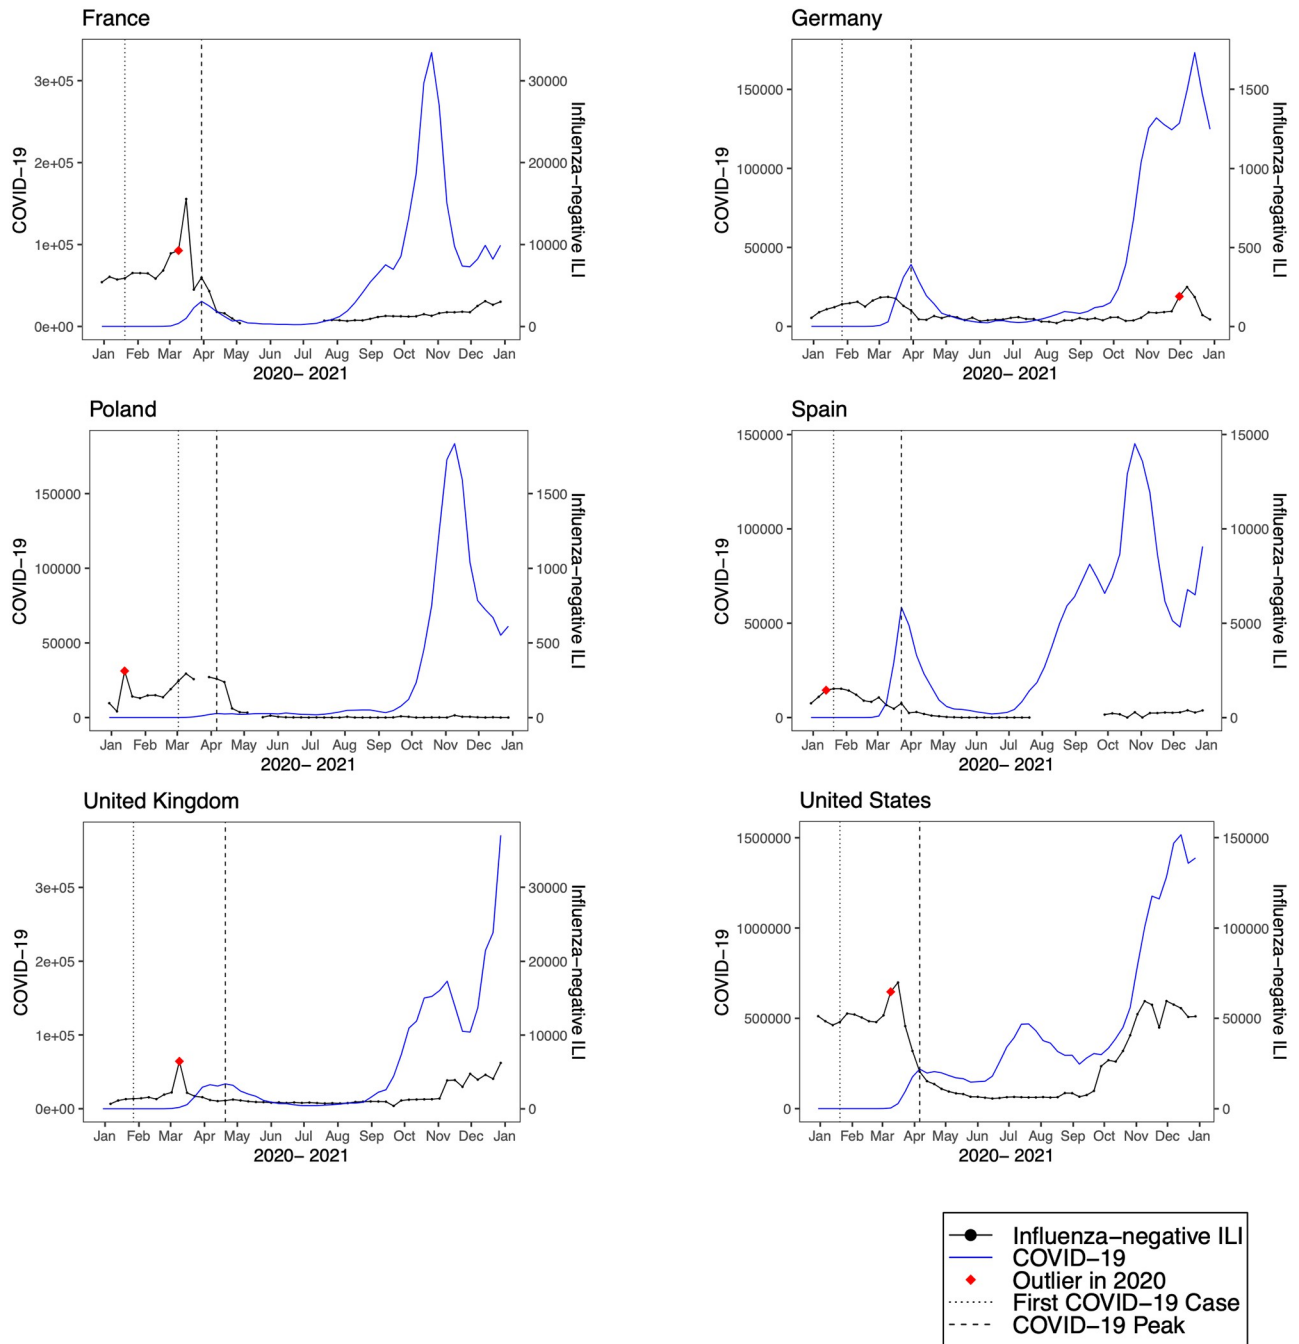 France
3e+05
2e+05
1e+05
0e+00
COVID−19
30000
20000
10000
0
Influenza−negative ILI
Jan Feb Mar Apr May Jun Jul Aug Sep Oct Nov Dec Jan
2020− 2021
Germany
150000
100000
50000
0
COVID−19
1500
1000
500
0
Influenza−negative ILI
Jan Feb Mar Apr May Jun Jul Aug Sep Oct Nov Dec Jan
2020− 2021
Poland
150000
100000
50000
0
COVID−19
1500
1000
500
0
Influenza−negative ILI
Jan Feb Mar Apr May Jun Jul Aug Sep Oct Nov Dec Jan
2020− 2021
Spain
150000
100000
50000
0
COVID−19
15000
10000
5000
0
Influenza−negative ILI
Jan Feb Mar Apr May Jun Jul Aug Sep Oct Nov Dec Jan
2020− 2021
United Kingdom
3e+05
2e+05
1e+05
0e+00
COVID−19
30000
20000
10000
0
Influenza−negative ILI
Jan Feb Mar Apr May Jun Jul Aug Sep Oct Nov Dec Jan
2020− 2021
United States
1500000
1000000
500000
0
COVID−19
150000
100000
50000
0
Influenza−negative ILI
Jan Feb Mar Apr May Jun Jul Aug Sep Oct Nov Dec Jan
2020− 2021
Influenza−negative ILI
COVID−19
Outlier in 2020
First COVID−19 Case
COVID−19 Peak